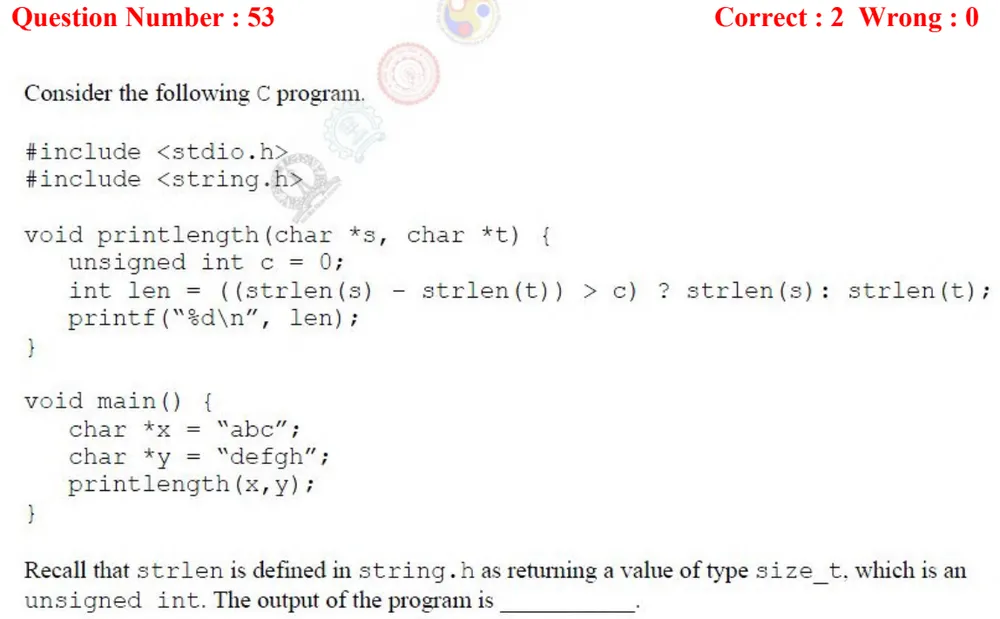 Question Number : 53
Correct : 2 Wrong : 0
Consider the following C program.
#include <stdio.h>
#include <string.h>
void printlength(char *s, char *t) {
unsigned int c = 0;
int len = ((strlen(s) - strlen(t)) > c) ? strlen(s): strlen(t);
printf(“%d\n”, len);
}
void main() {
char *x = “abc”;
char *y = “defgh”;
printlength(x,y);
}
Recall that strlen is defined in string.h as returning a value of type size_t, which is an
unsigned int. The output of the program is ___________.